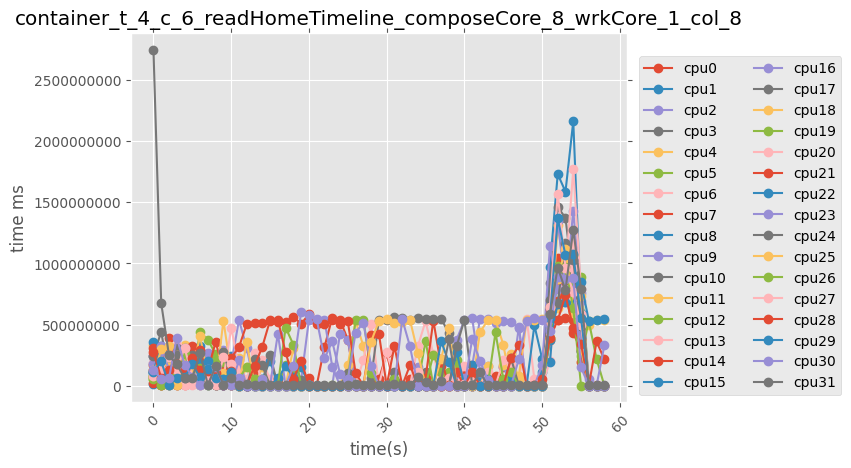 container_t_4_c_6_readHomeTimeline_composeCore_8_wrkCore_1_col_8
time ms
2500000000
2000000000
1500000000
1000000000
500000000
0
0
10
20
30
40
50
60
time(s)
cpu0
cpu1
cpu2
cpu3
cpu4
cpu5
cpu6
cpu7
cpu8
cpu9
cpu10
cpu11
cpu12
cpu13
cpu14
cpu15
cpu16
cpu17
cpu18
cpu19
cpu20
cpu21
cpu22
cpu23
cpu24
cpu25
cpu26
cpu27
cpu28
cpu29
cpu30
cpu31